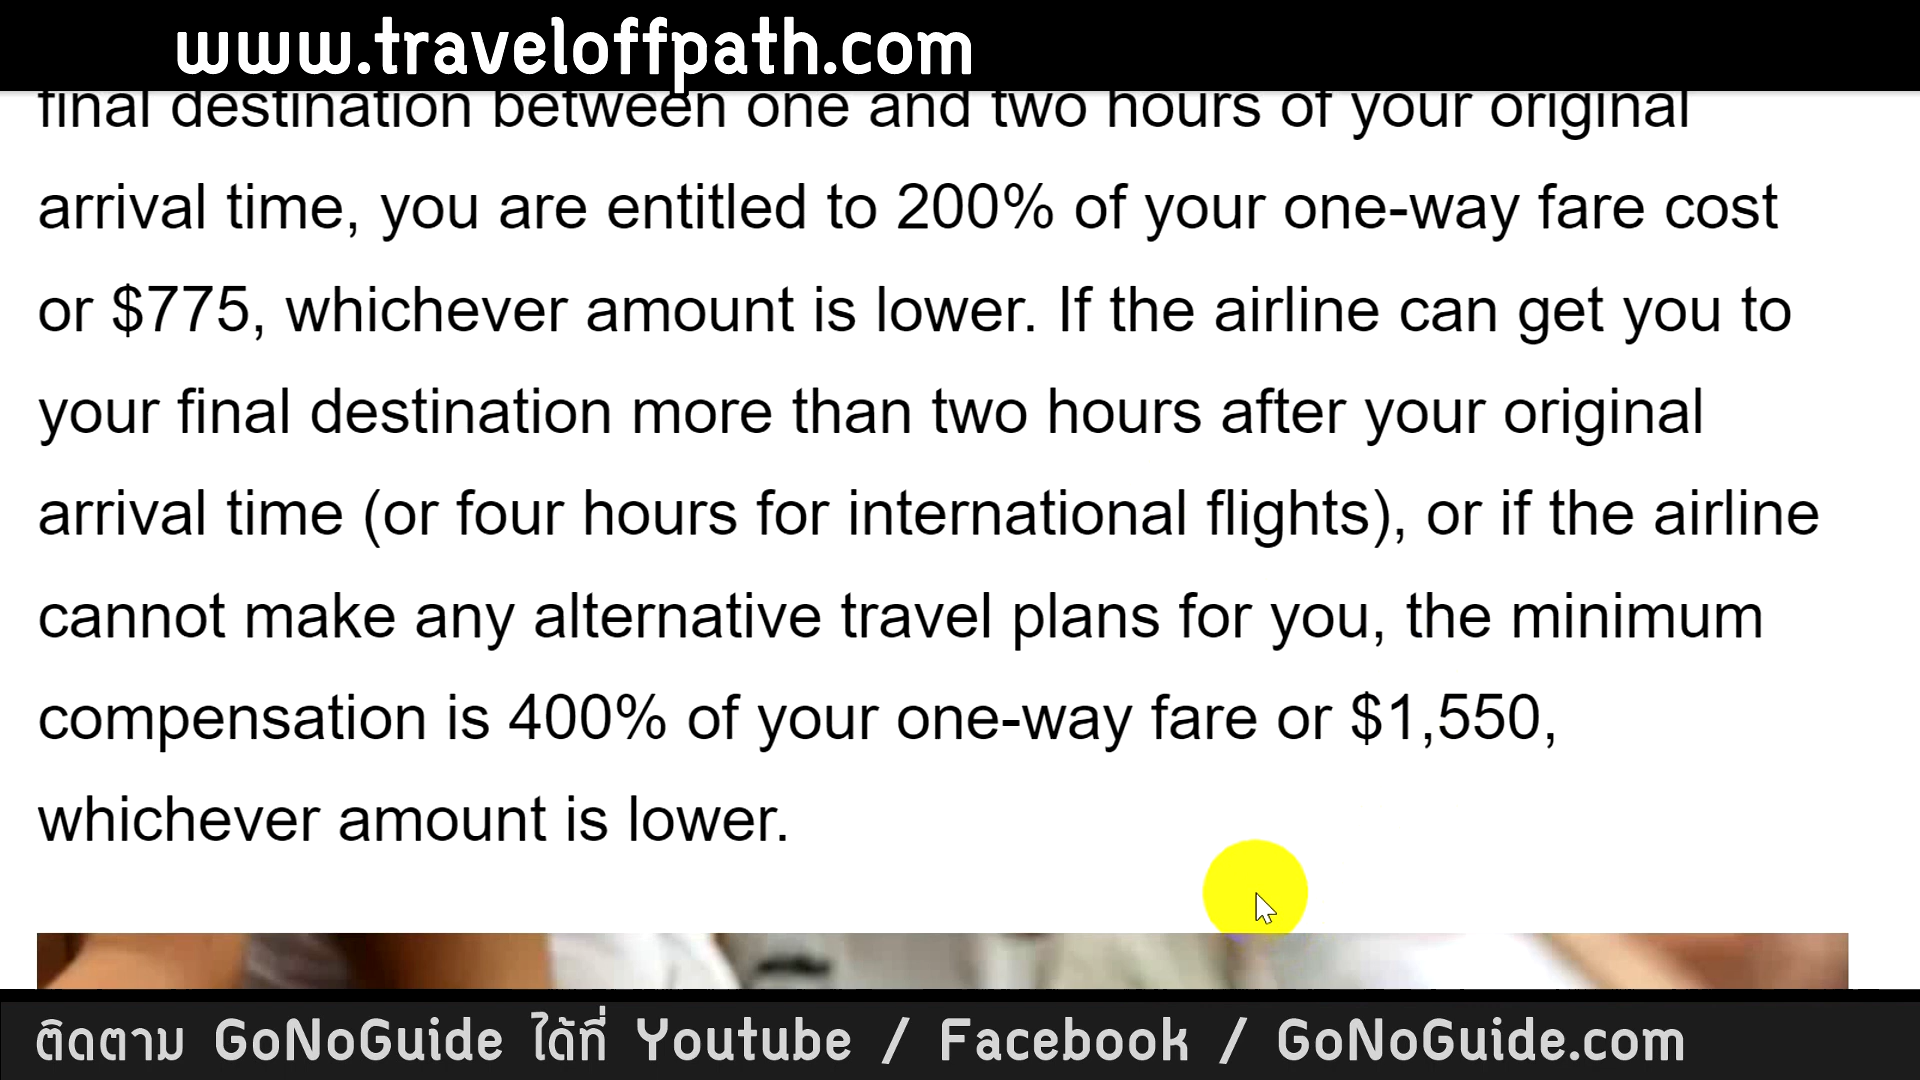 www.traveloffpath.com
final destination between one and two hours of your original
arrival time, you are entitled to 200% of your one-way fare cost
or $775, whichever amount is lower. If the airline can get you to
your final destination more than two hours after your original
arrival time (or four hours for international flights), or if the airline
cannot make any alternative travel plans for you, the minimum
compensation is 400% of your one-way fare or $1,550,
whichever amount is lower.
ติดตาม GoNoGuide ได้ที่ Youtube / Facebook / GoNoGuide.com